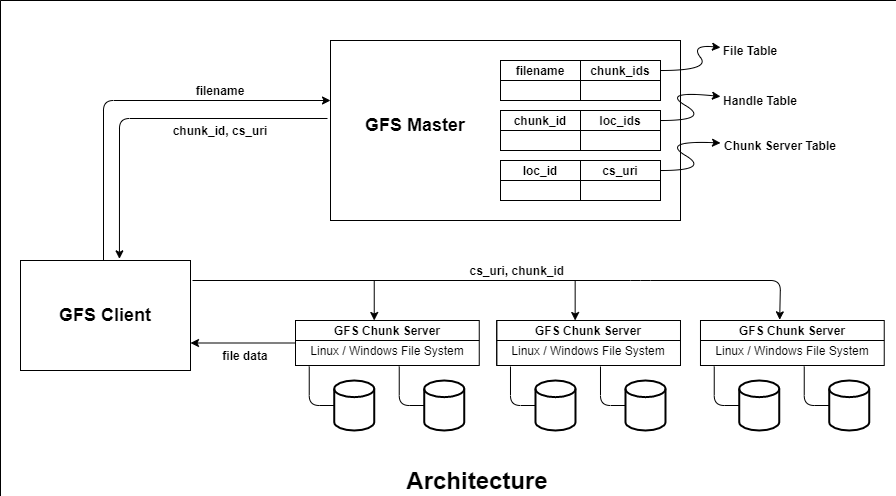 File Table
filename chunk_ids
filename
Handle Table
GFS Master
chunk_id loc_ids
chunk_id, cs_uri
Chunk Server Table
loc_id cs_uri
cs_uri, chunk_id
GFS Client
GFS Chunk Server
Linux / Windows File System
GFS Chunk Server
Linux / Windows File System
GFS Chunk Server
Linux / Windows File System
file data
Architecture